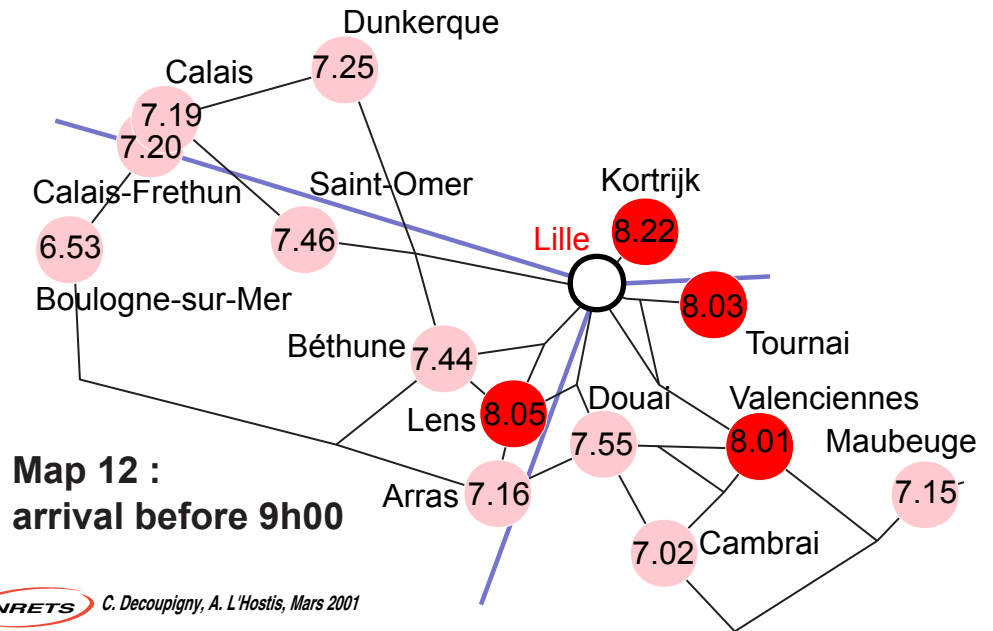 Dunkerque
7.25
Calais
7.19
7.20
Calais-Frethun
Saint-Omer
Kortrijk
6.53
7.46
Lille
8.22
Boulogne-sur-Mer
8.03
Béthune
7.44
Tournai
Lens
8.05
Douai
Valenciennes
7.55
8.01
Maubeuge
Map 12 :
arrival before 9h00
Arras
7.16
7.15
7.02
Cambrai
NRETS
C. Decoupigny, A. L'Hostis, Mars 2001